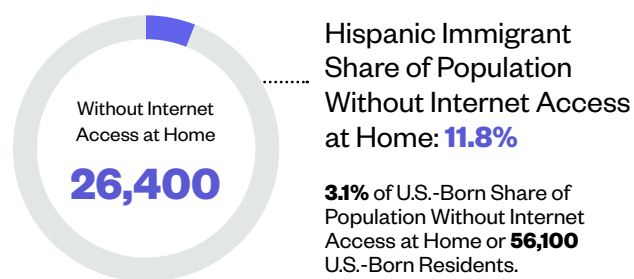 Without Internet
Access at Home
26,400
Hispanic Immigrant
Share of Population
Without Internet Access
at Home: 11.8%
3.1% of U.S.-Born Share of
Population Without Internet
Access at Home or 56,100
U.S.-Born Residents.